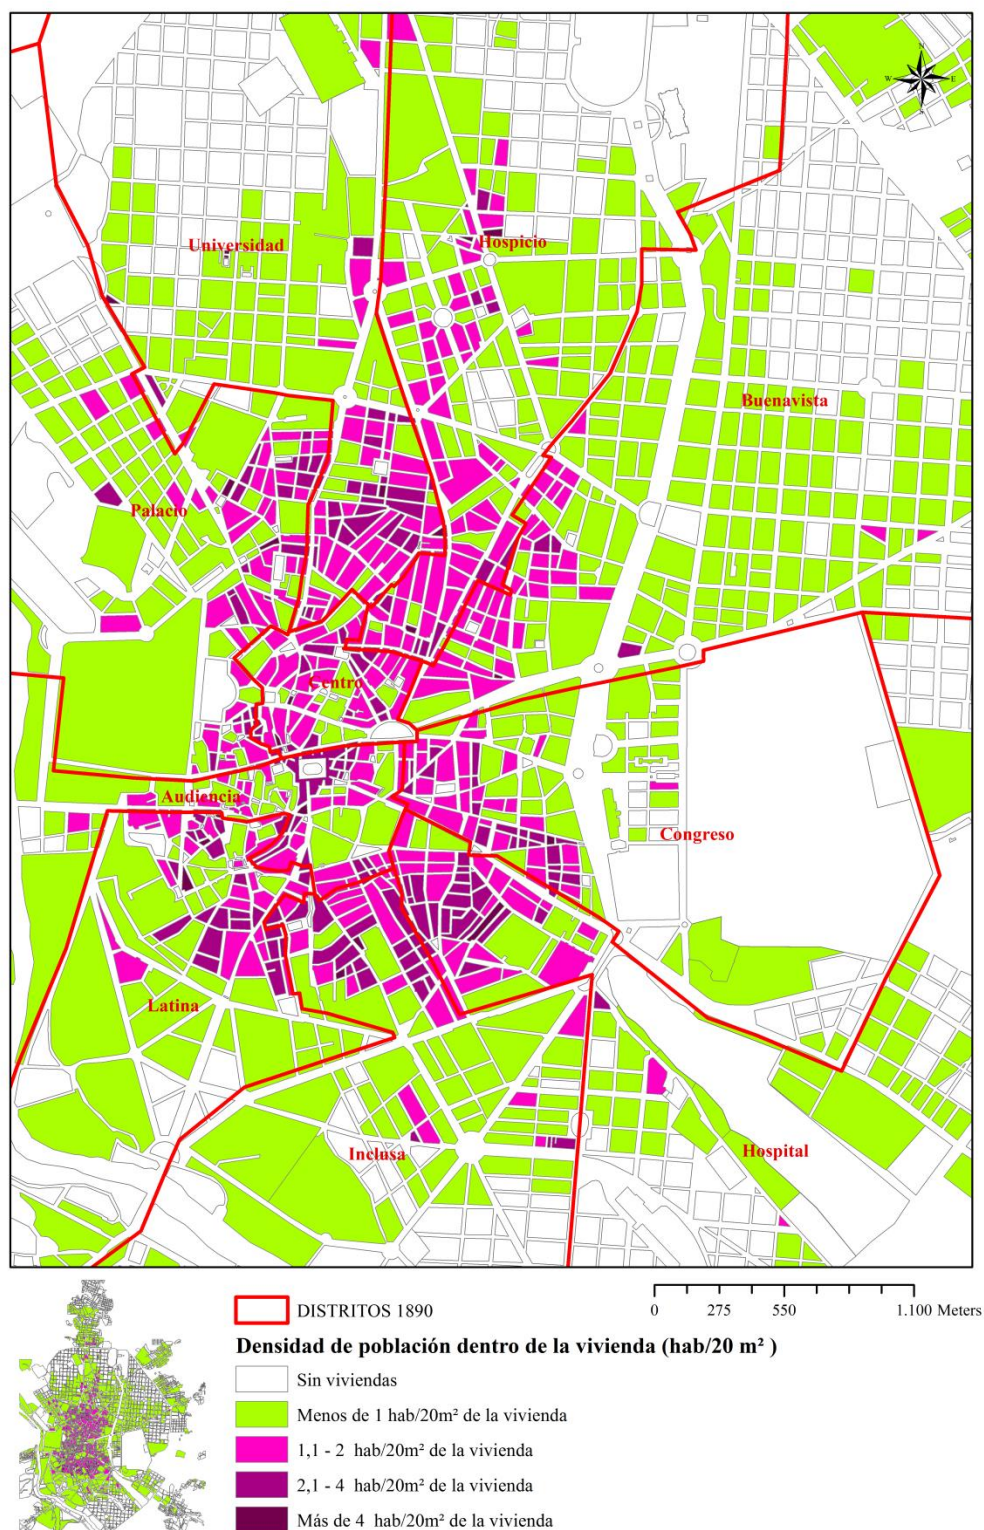 N
W E
S
Universidad
Hospicio
Buenavista
Palacio
Centro
Audiencia
Congreso
Latina
Inclusa
Hospital
DISTRITOS 1890
0 275 550 1.100 Meters
Densidad de población dentro de la vivienda (hab/20 m² )
Sin viviendas
Menos de 1 hab/20m² de la vivienda
1,1 - 2 hab/20m² de la vivienda
2,1 - 4 hab/20m² de la vivienda
Más de 4 hab/20m² de la vivienda